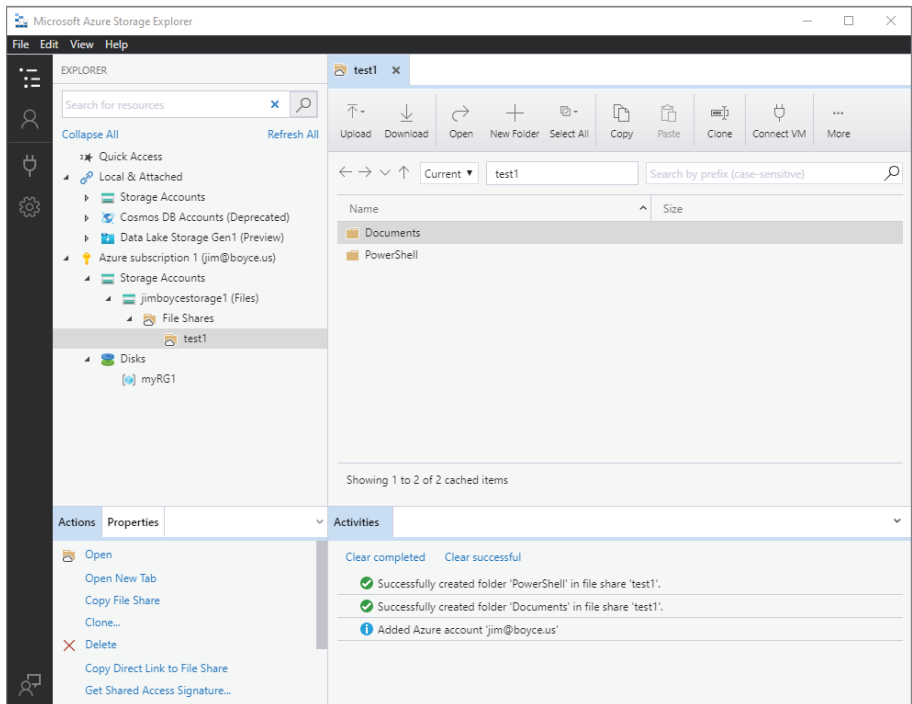 Microsoft Azure Storage Explorer
File Edit View Help
EXPLORER
Search for resources
Collapse All Refresh All
Quick Access
Local & Attached
Storage Accounts
Cosmos DB Accounts (Deprecated)
Data Lake Storage Gen1 (Preview)
Azure subscription 1 (jim@boyce.us)
Storage Accounts
jimboycestorage1 (Files)
File Shares
test1
Disks
myRG1
test1
Upload Download Open New Folder Select All Copy Paste Clone Connect VM More
Current test1 Search by prefix (case-sensitive)
Name Size
Documents
PowerShell
Showing 1 to 2 of 2 cached items
Actions Properties
Open
Open New Tab
Copy File Share
Clone...
Delete
Copy Direct Link to File Share
Get Shared Access Signature...
Activities
Clear completed Clear successful
Successfully created folder 'PowerShell' in file share 'test1'.
Successfully created folder 'Documents' in file share 'test1'.
Added Azure account 'jim@boyce.us'